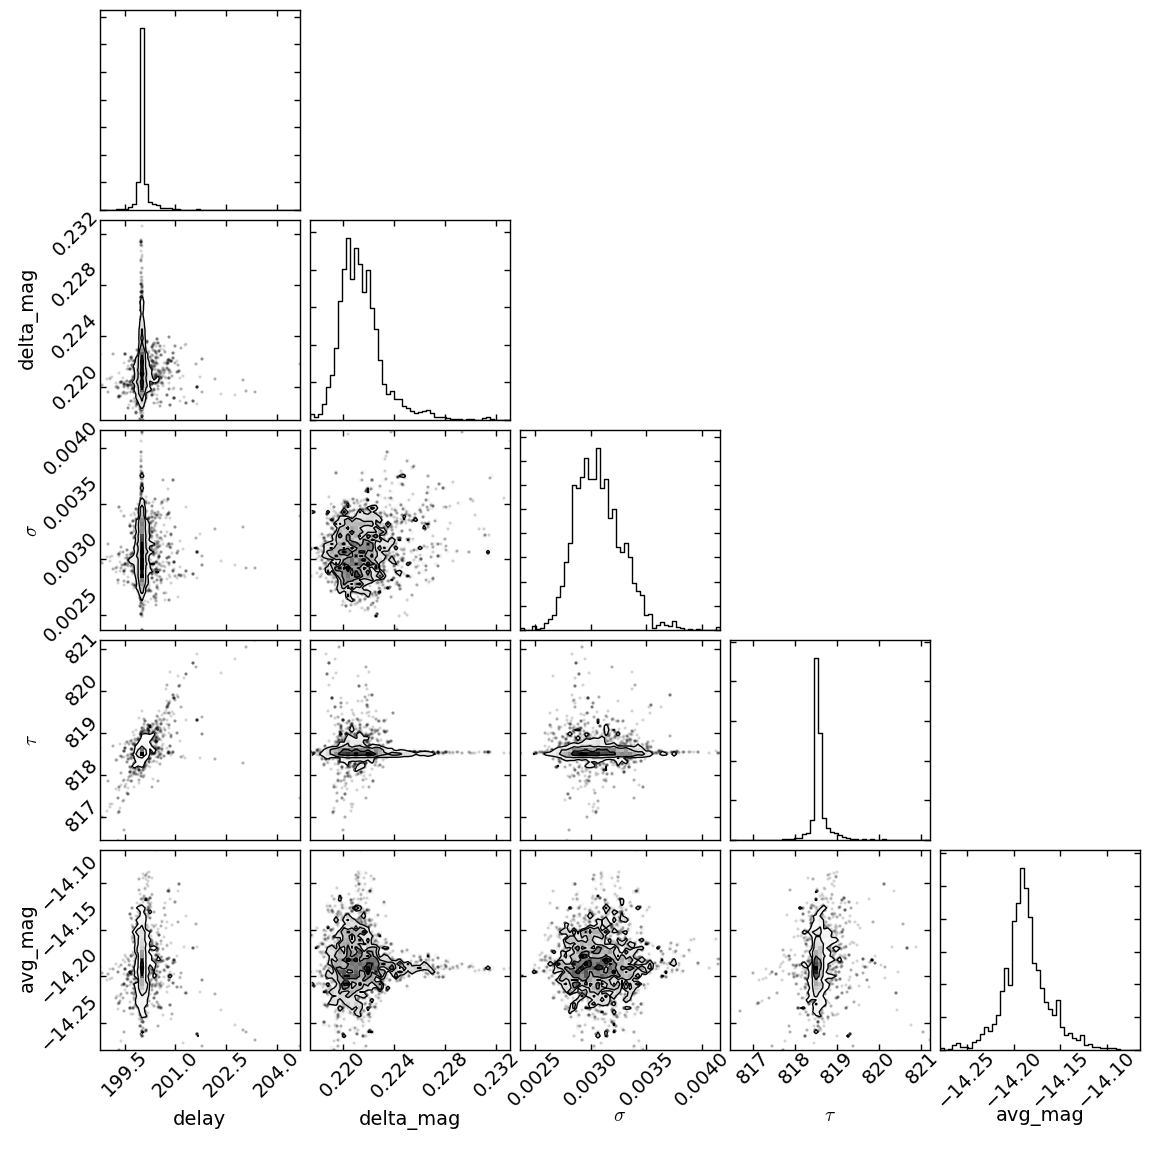 0.232
0.228
0.224
0.220
delta_mag
0.0040
0.0035
0.0030
0.0025
σ
821
820
819
818
817
τ
−14.10
−14.15
−14.20
−14.25
avg_mag
199.5 201.0 202.5 204.0
delay
0.220 0.224 0.228 0.232
delta_mag
0.0025 0.0030 0.0035 0.0040
σ
817 818 819 820 821
τ
−14.25 −14.20 −14.15 −14.10
avg_mag